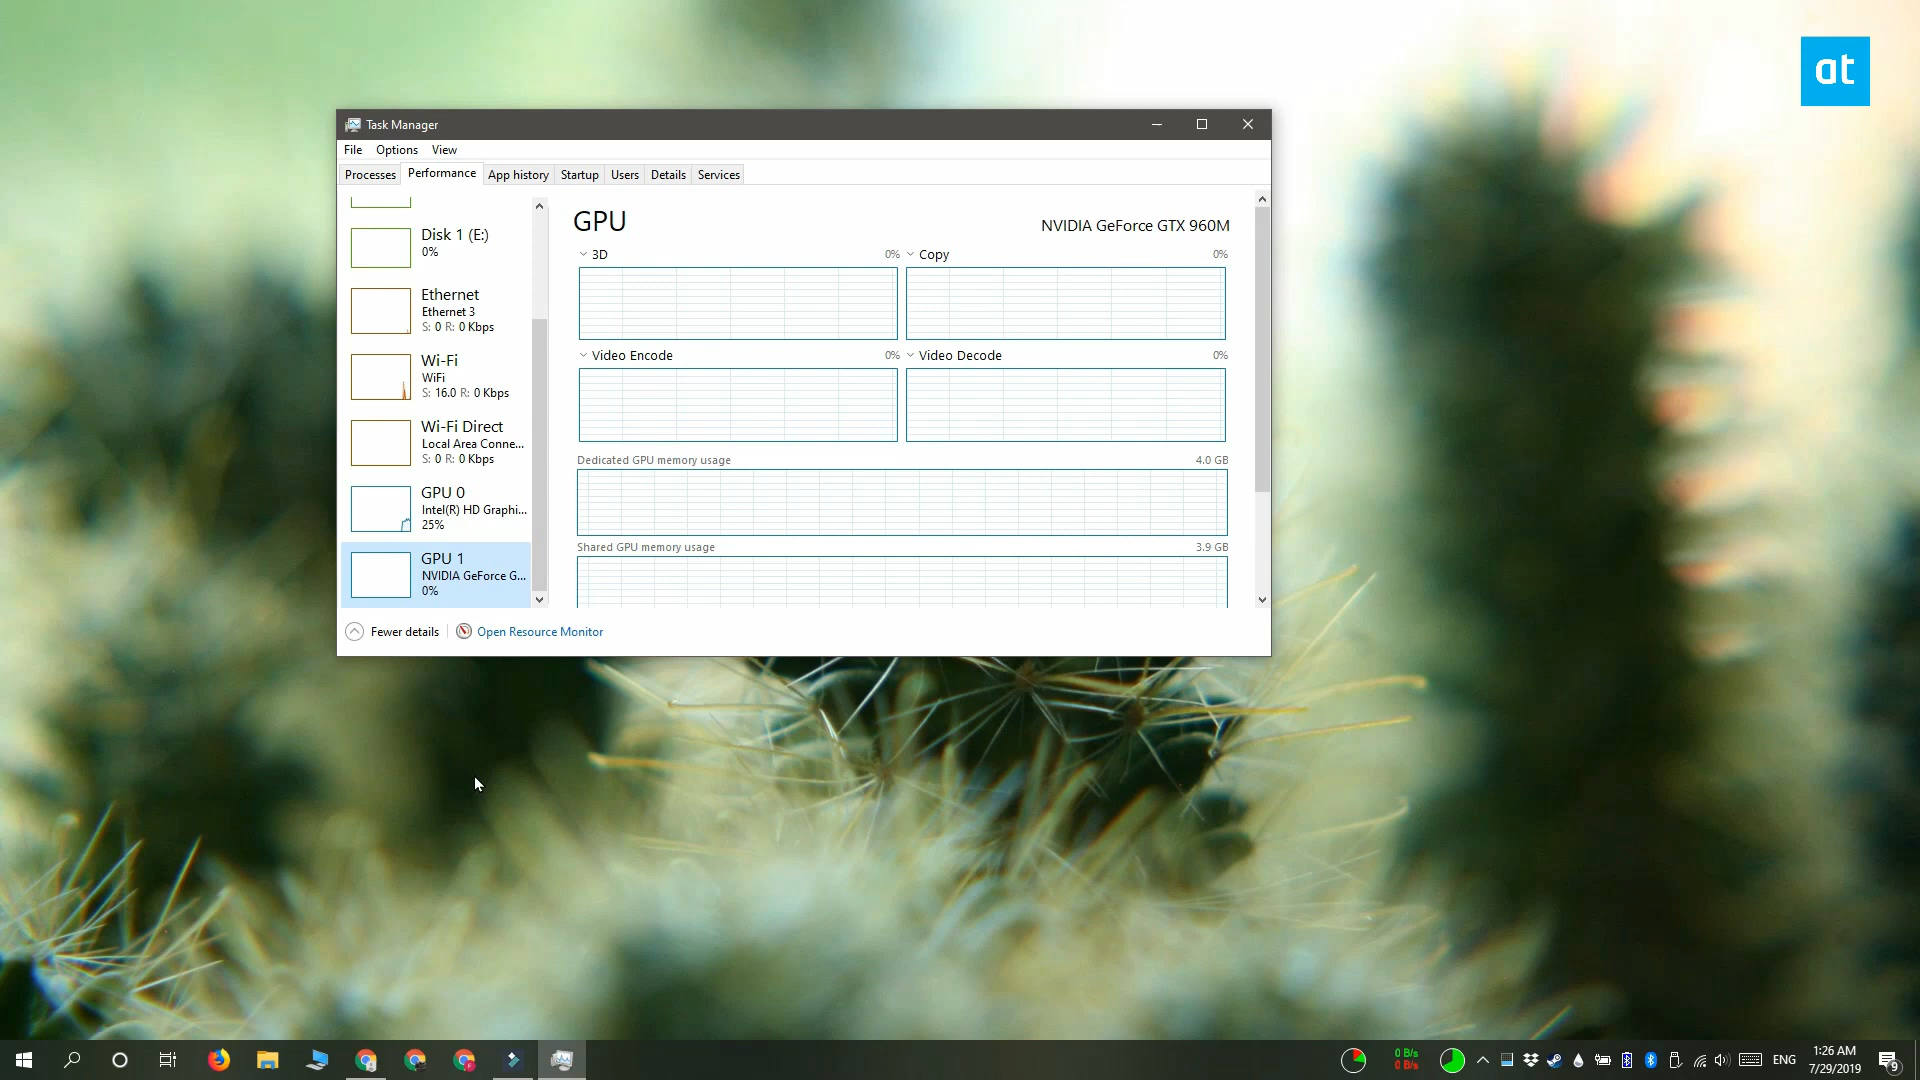 at
Task Manager
File Options View
Processes Performance App history Startup Users Details Services
Disk 1 (E:)
0%
Ethernet
Ethernet 3
S: 0 R: 0 Kbps
Wi-Fi
WiFi
S: 16.0 R: 0 Kbps
Wi-Fi Direct
Local Area Conne...
S: 0 R: 0 Kbps
GPU 0
Intel(R) HD Graphi...
25%
GPU 1
NVIDIA GeForce G...
0%
GPU
NVIDIA GeForce GTX 960M
3D 0% Copy 0%
Video Encode 0% Video Decode 0%
Dedicated GPU memory usage 4.0 GB
Shared GPU memory usage 3.9 GB
Fewer details Open Resource Monitor
0 B/s
0 B/s
ENG
1:26 AM
7/29/2019
9